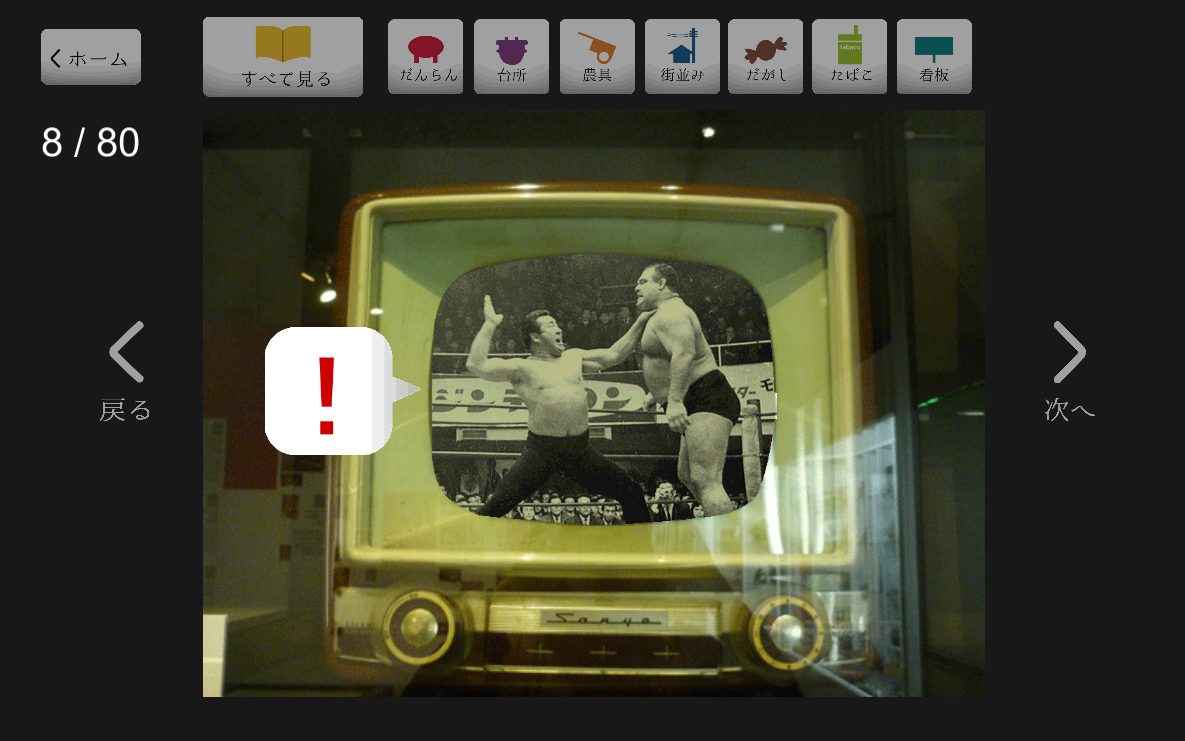 ホーム
すべて見る
だんらん
台所
農具
街並み
だがし
tabaco
たばこ
看板
8 / 80
!
戻る
次へ
Sanyo